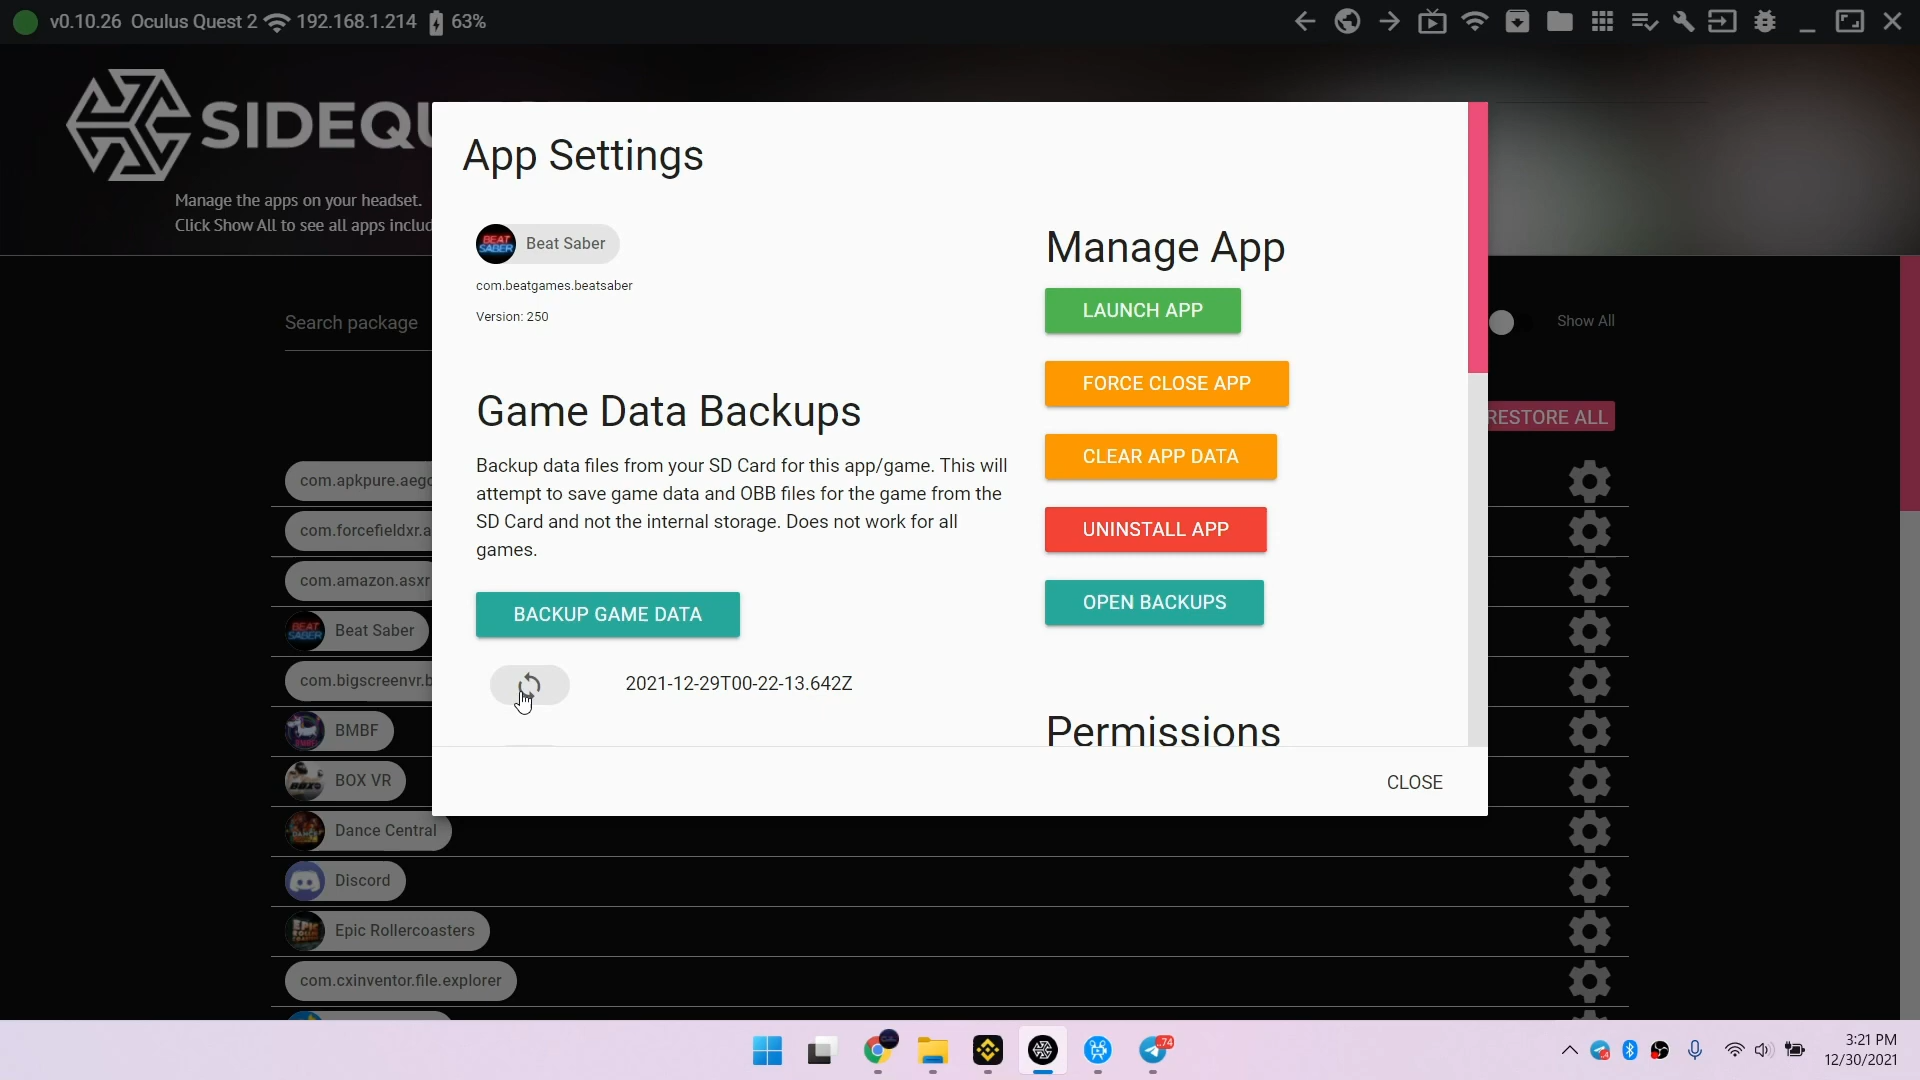 v0.10.26 Oculus Quest 2 192.168.1.214 63%
SIDEQU
Manage the apps on your headset.
Click Show All to see all apps includ
App Settings
BEAT SABER Beat Saber
com.beatgames.beatsaber
Version: 250
Game Data Backups
Backup data files from your SD Card for this app/game. This will
attempt to save game data and OBB files for the game from the
SD Card and not the internal storage. Does not work for all
games.
BACKUP GAME DATA
2021-12-29T00-22-13.642Z
Manage App
LAUNCH APP
FORCE CLOSE APP
CLEAR APP DATA
UNINSTALL APP
OPEN BACKUPS
Permissions
CLOSE
Search package
Show All
RESTORE ALL
com.apkpure.aego
com.forcefieldxr.a
com.amazon.asxr
BEAT SABER Beat Saber
com.bigscreenvr.b
BMBF
BOX VR
Dance Central
Discord
Epic Rollercoasters
com.cxinventor.file.explorer
74
3:21 PM
12/30/2021